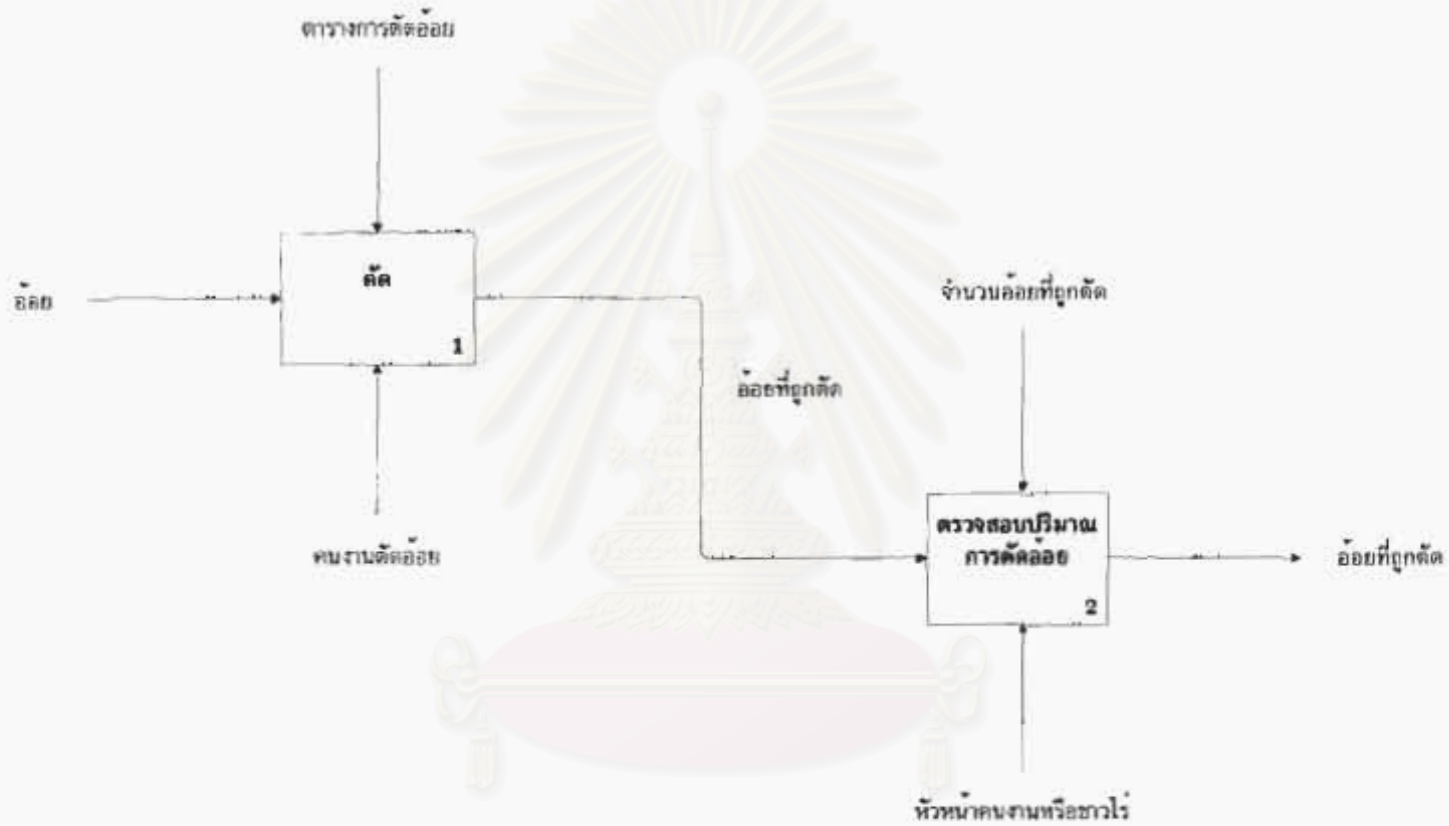 ตารางการตัดอ้อย
อ้อย
ตัด
1
คนงานตัดอ้อย
อ้อยที่ถูกตัด
จำนวนอ้อยที่ถูกตัด
ตรวจสอบปริมาณ
การตัดอ้อย
2
อ้อยที่ถูกตัด
หัวหน้าคนงานหรือชาวไร่